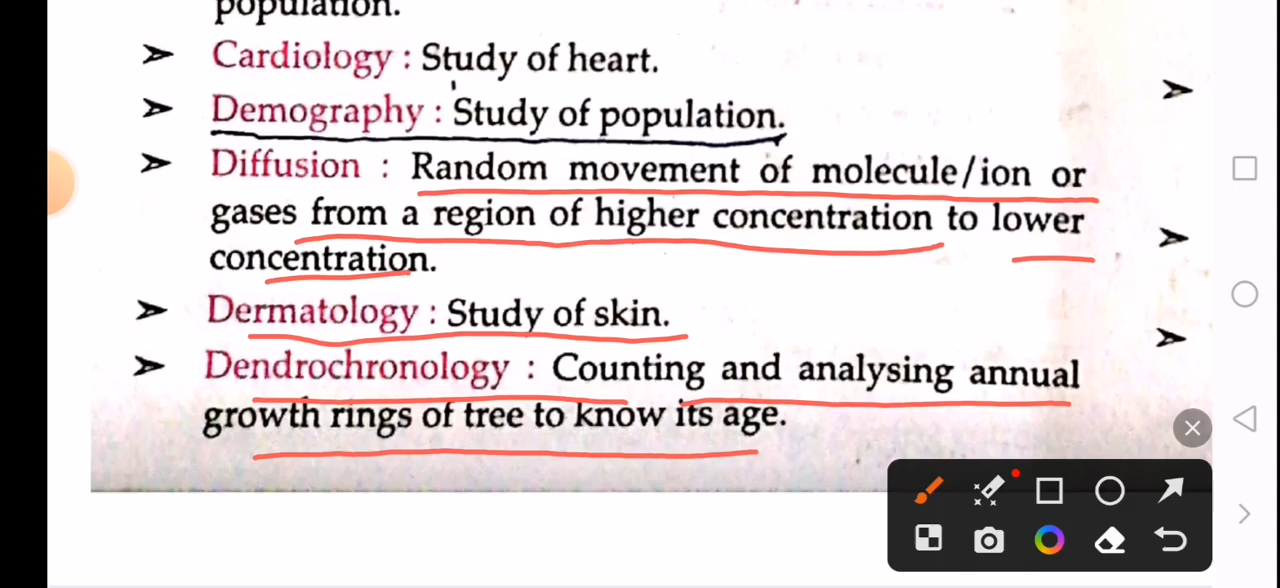 population.
➢ Cardiology : Study of heart.
➢ Demography : Study of population.
➢ Diffusion : Random movement of molecule/ion or
gases from a region of higher concentration to lower
concentration.
➢ Dermatology : Study of skin.
➢ Dendrochronology : Counting and analysing annual
growth rings of tree to know its age.